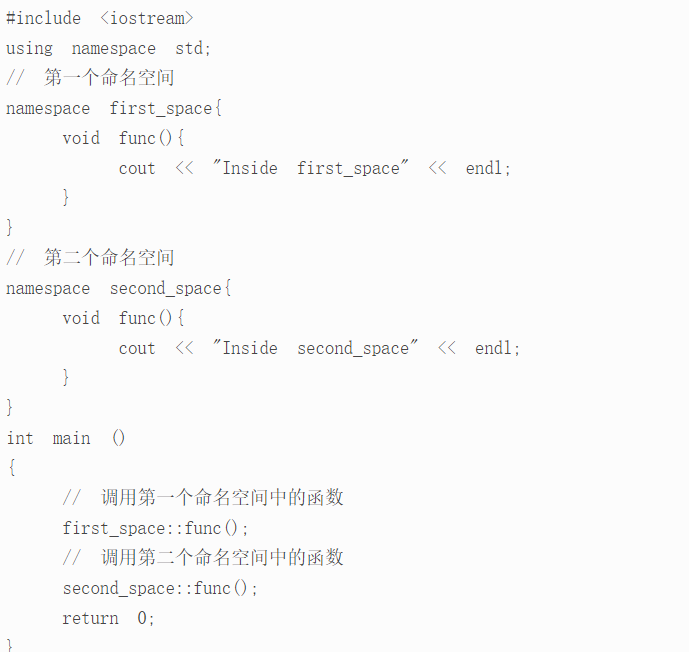 #include <iostream>
using namespace std;
// 第一个命名空间
namespace first_space{
void func(){
cout << "Inside first_space" << endl;
}
}
// 第二个命名空间
namespace second_space{
void func(){
cout << "Inside second_space" << endl;
}
}
int main ()
{
// 调用第一个命名空间中的函数
first_space::func();
// 调用第二个命名空间中的函数
second_space::func();
return 0;
}